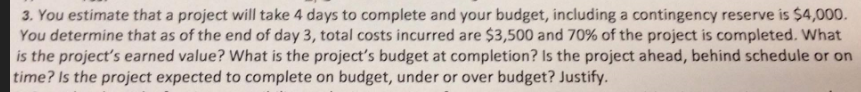 3. You estimate that a project will take 4 days to complete and your budget, including a contingency reserve is $4,000.
You determine that as of the end of day 3, total costs incurred are $3,500 and 70% of the project is completed. What
is the project's earned value? What is the project's budget at completion? Is the project ahead, behind schedule or on
time? Is the project expected to complete on budget, under or over budget? Justify.